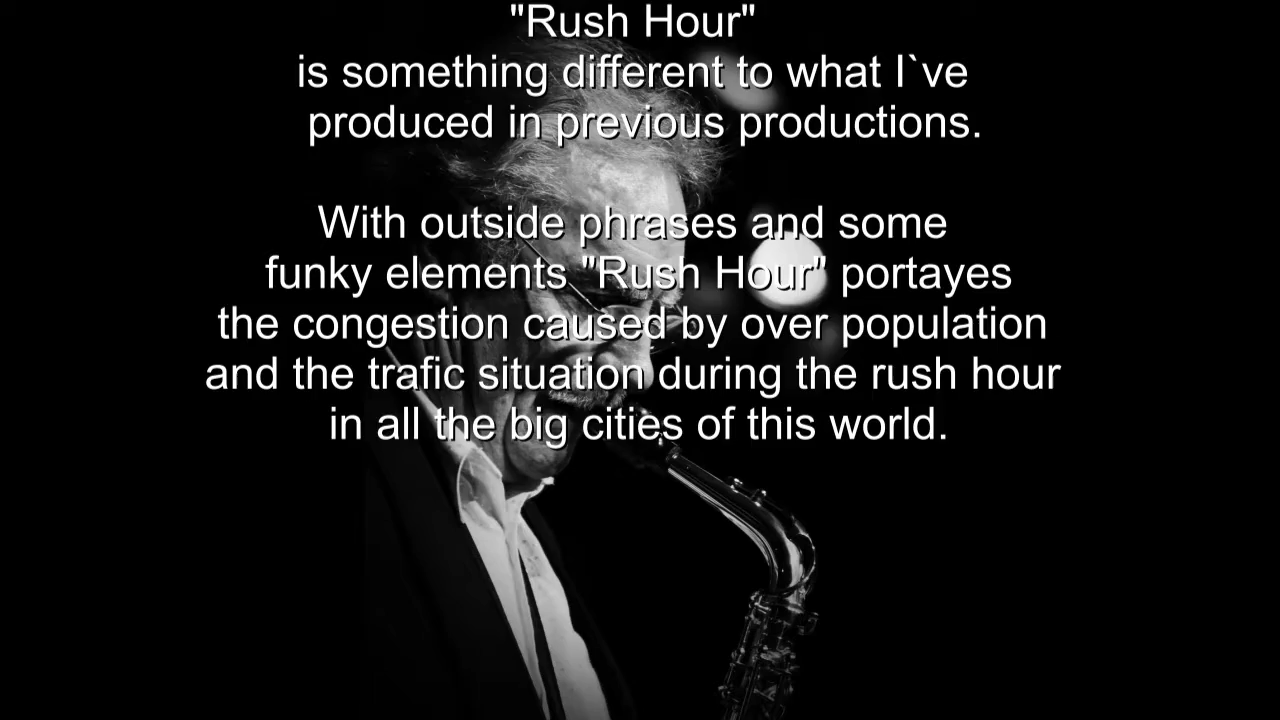 "Rush Hour"
is something different to what I`ve
produced in previous productions.
With outside phrases and some
funky elements "Rush Hour" portayes
the congestion caused by over population
and the trafic situation during the rush hour
in all the big cities of this world.